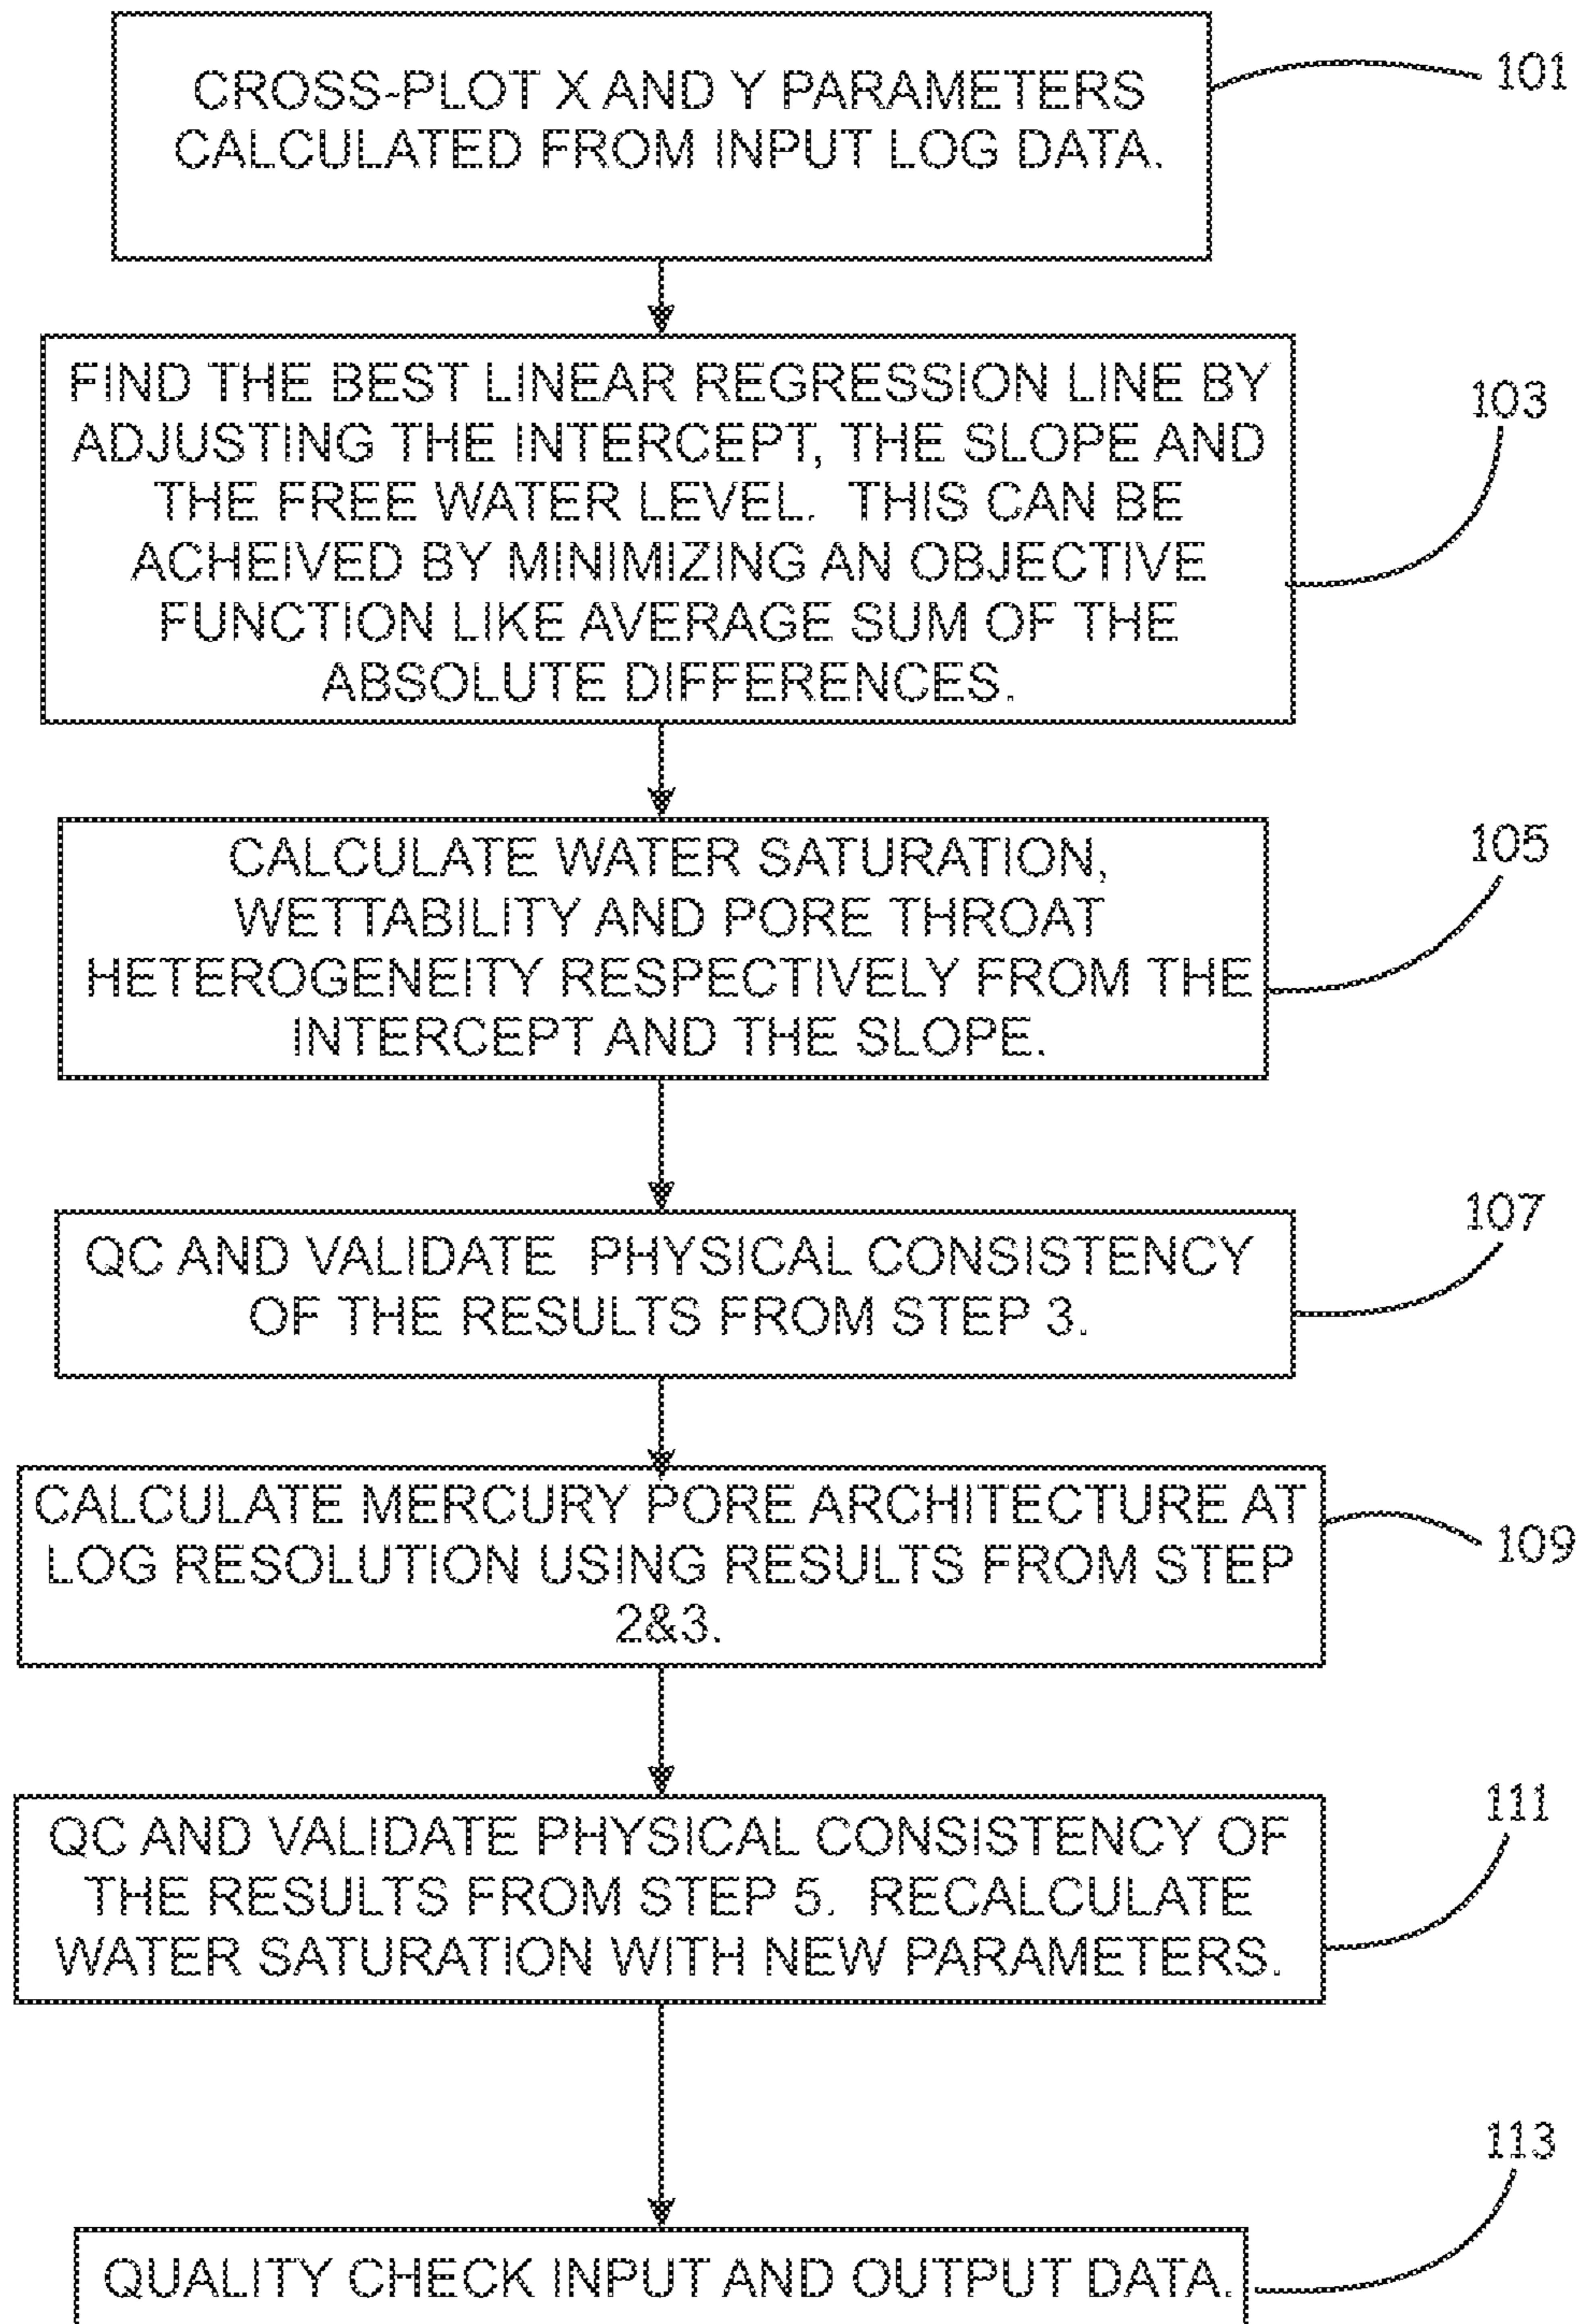 CROSS-PLOT X AND Y PARAMETERS
CALCULATED FROM INPUT LOG DATA.
101
FIND THE BEST LINEAR REGRESSION LINE BY
ADJUSTING THE INTERCEPT, THE SLOPE AND
THE FREE WATER LEVEL. THIS CAN BE
ACHEIVED BY MINIMIZING AN OBJECTIVE
FUNCTION LIKE AVERAGE SUM OF THE
ABSOLUTE DIFFERENCES.
103
CALCULATE WATER SATURATION,
WETTABILITY AND PORE THROAT
HETEROGENEITY RESPECTIVELY FROM THE
INTERCEPT AND THE SLOPE.
105
QC AND VALIDATE PHYSICAL CONSISTENCY
OF THE RESULTS FROM STEP 3.
107
CALCULATE MERCURY PORE ARCHITECTURE AT
LOG RESOLUTION USING RESULTS FROM STEP
2&3.
109
QC AND VALIDATE PHYSICAL CONSISTENCY OF
THE RESULTS FROM STEP 5. RECALCULATE
WATER SATURATION WITH NEW PARAMETERS.
111
QUALITY CHECK INPUT AND OUTPUT DATA.
113